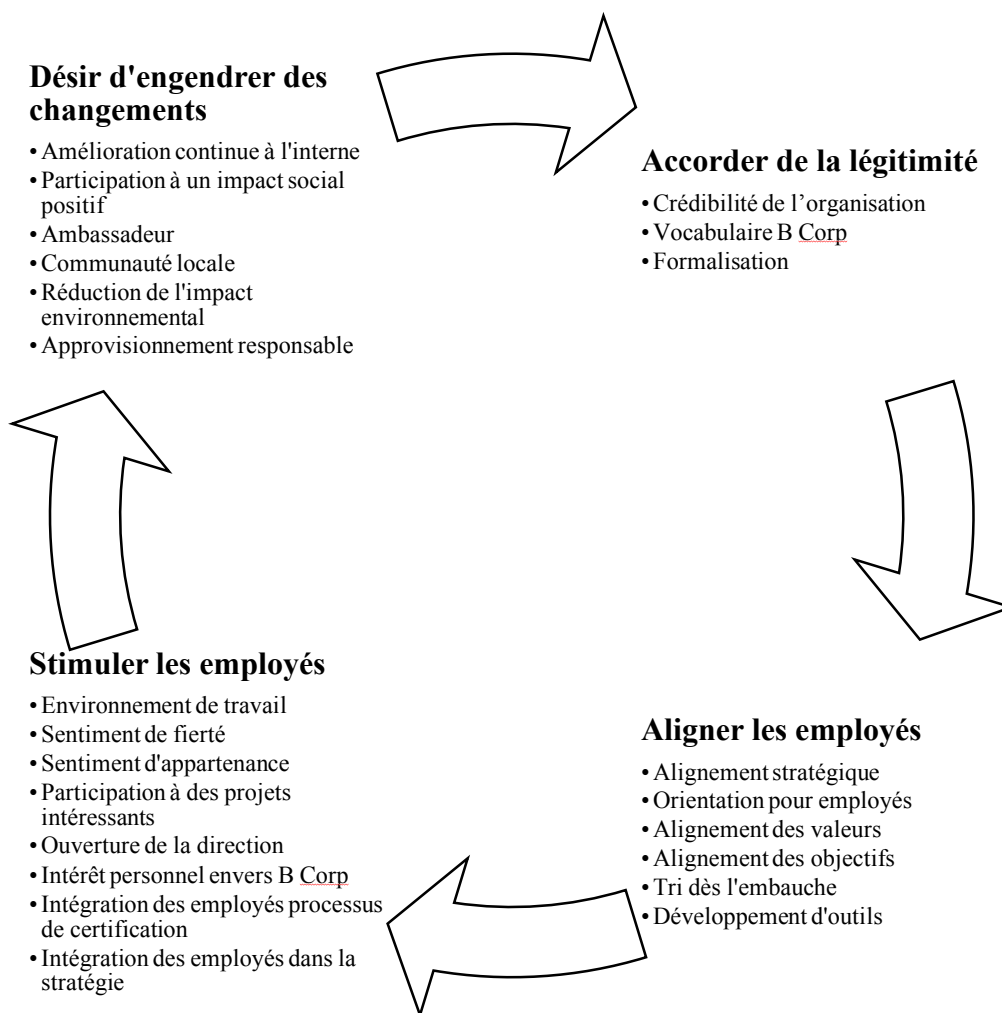 Désir d'engendrer des
changements
• Amélioration continue à l'interne
• Participation à un impact social
positif
• Ambassadeur
• Communauté locale
• Réduction de l'impact
environnemental
• Approvisionnement responsable
Accorder de la légitimité
• Crédibilité de l’organisation
• Vocabulaire B Corp
• Formalisation
Aligner les employés
• Alignement stratégique
• Orientation pour employés
• Alignement des valeurs
• Alignement des objectifs
• Tri dès l'embauche
• Développement d'outils
Stimuler les employés
• Environnement de travail
• Sentiment de fierté
• Sentiment d'appartenance
• Participation à des projets
intéressants
• Ouverture de la direction
• Intérêt personnel envers B Corp
• Intégration des employés processus
de certification
• Intégration des employés dans la
stratégie